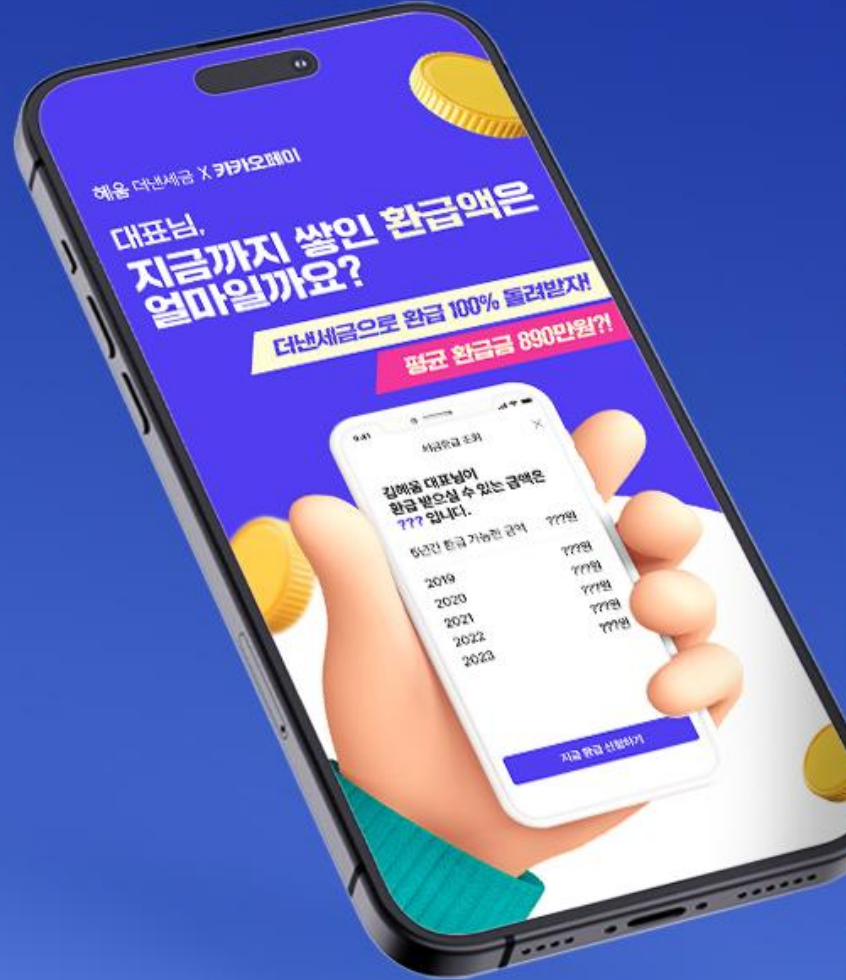 혜움 더낸세금 X 카카오페이
대표님,
지금까지 쌓인 환급액은
얼마일까요?
더낸세금으로 환급 100% 돌려받자!
평균 환급금 890만원?!
9:41
세금환급 조회
김혜움 대표님이
환급 받으실 수 있는 금액은
??? 입니다.
5년간 환급 가능한 금액 ???원
2019 ???원
2020 ???원
2021 ???원
2022 ???원
2023 ???원
지금 환급 신청하기